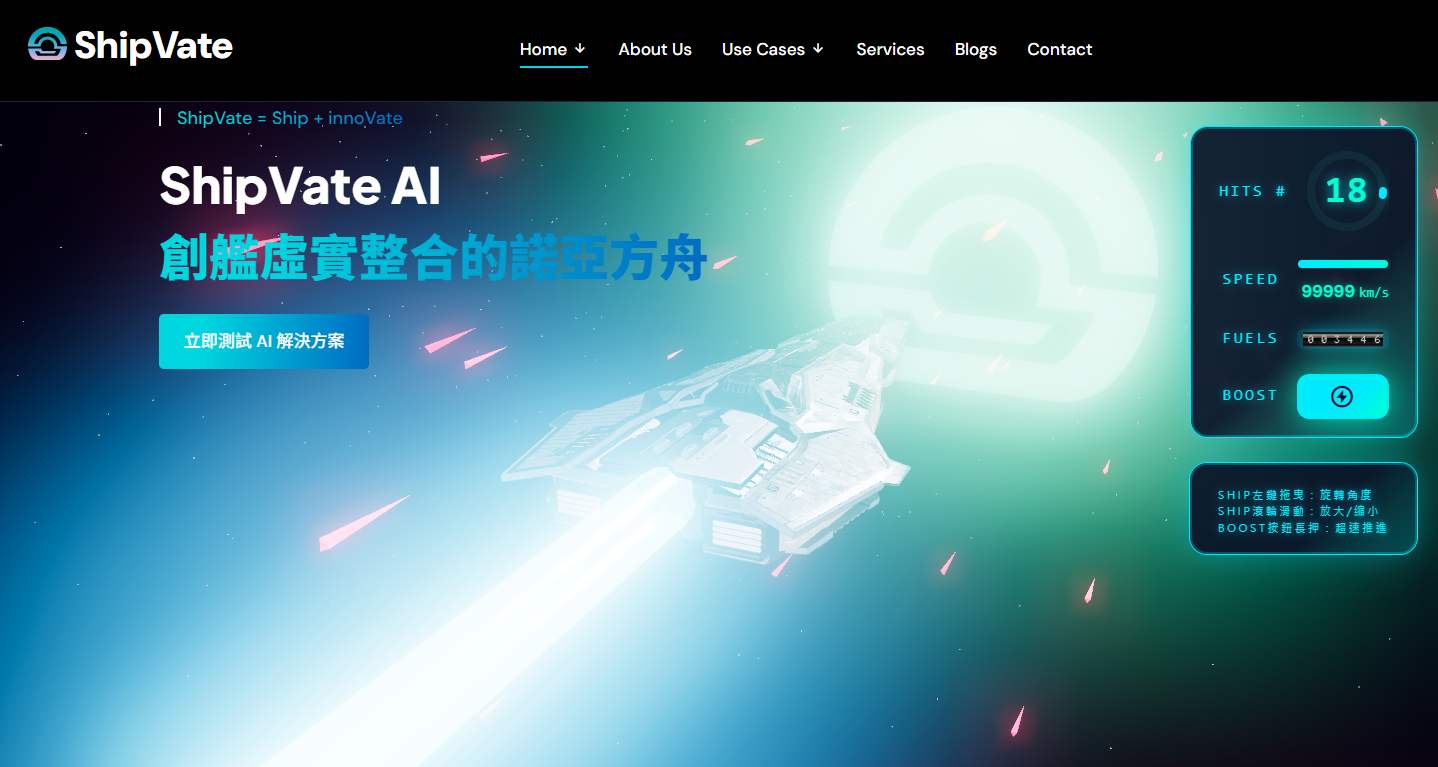 ShipVate
Home
About Us
Use Cases
Services
Blogs
Contact
ShipVate = Ship + innoVate
ShipVate AI
創艦虛實整合的諾亞方舟
立即測試 AI 解決方案
HITS # 18
SPEED
99999 km/s
FUELS 003446
BOOST
SHIP左鍵拖曳：旋轉角度
SHIP滾輪滑動：放大/縮小
BOOST按鈕長押：超速推進